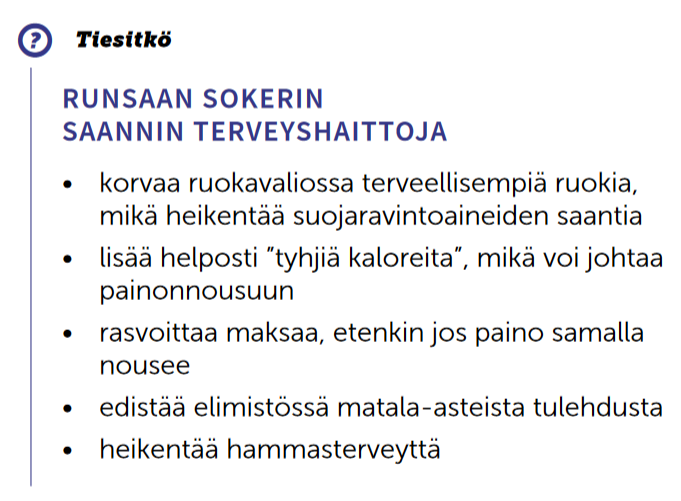 ? Tiesitkö
RUNSAAN SOKERIN
SAANNIN TERVEYSHAITTOJA
• korvaa ruokavaliossa terveellisempiä ruokia,
mikä heikentää suojaravintoaineiden saantia
• lisää helposti ”tyhjiä kaloreita”, mikä voi johtaa
painonnousuun
• rasvoittaa maksaa, etenkin jos paino samalla
nousee
• edistää elimistössä matala-asteista tulehdusta
• heikentää hammasterveyttä